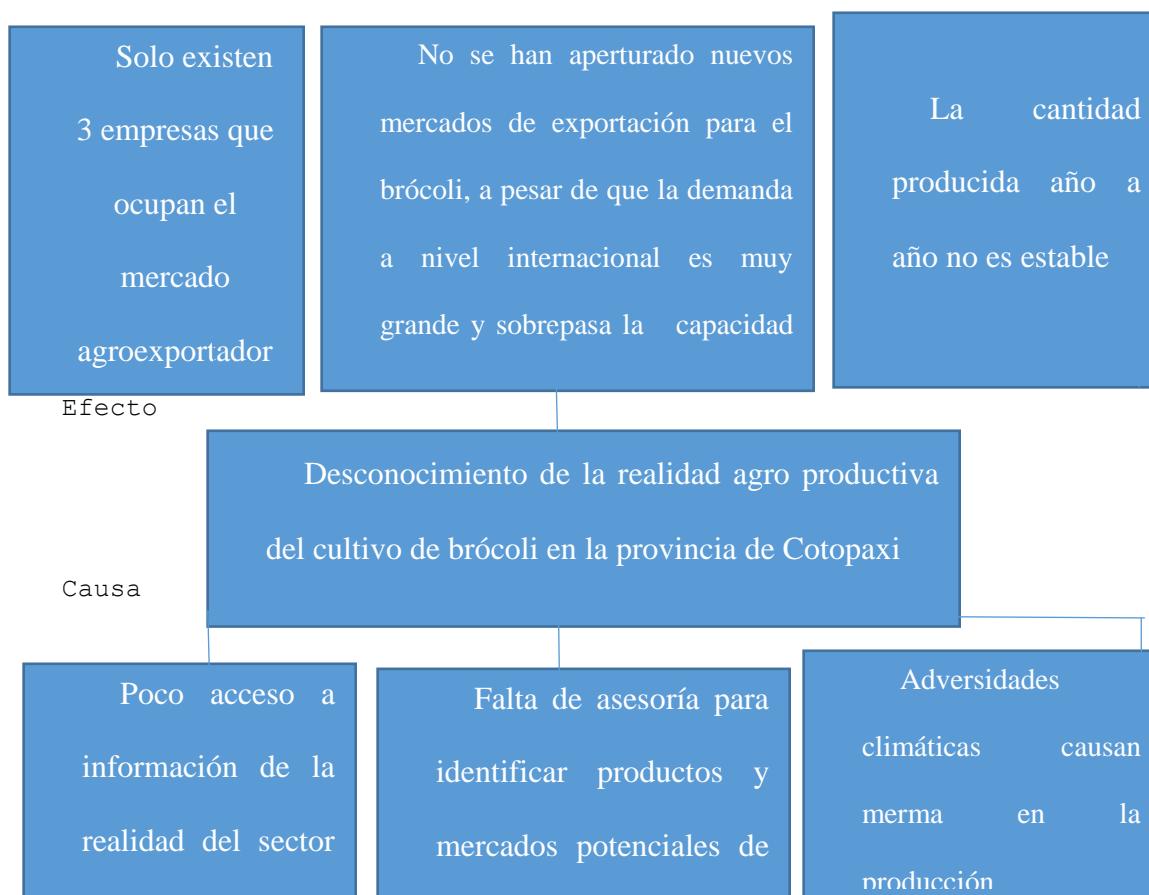 Solo existen
3 empresas que
ocupan el
mercado
agroexportador
No se han aperturado nuevos
mercados de exportación para el
brócoli, a pesar de que la demanda
a nivel internacional es muy
grande y sobrepasa la capacidad
La cantidad
producida año a
año no es estable
Efecto
Desconocimiento de la realidad agro productiva
del cultivo de brócoli en la provincia de Cotopaxi
Causa
Poco acceso a
información de la
realidad del sector
Falta de asesoría para
identificar productos y
mercados potenciales de
Adversidades
climáticas causan
merma en la
producción